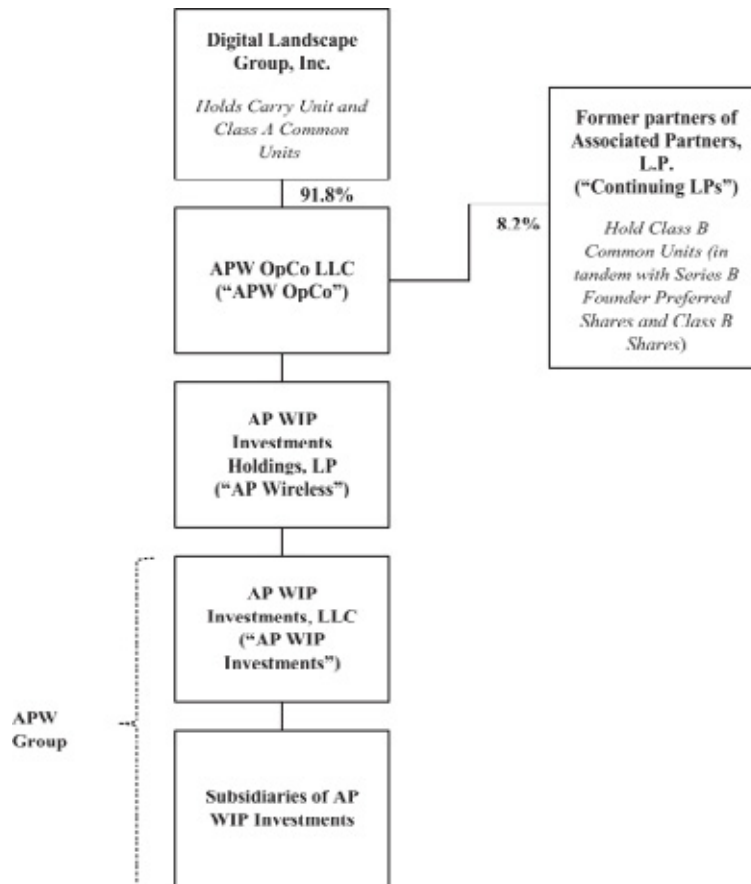 Digital Landscape
Group, Inc.
Holds Carry Unit and
Class A Common
Units
91.8%
Former partners of
Associated Partners,
L.P.
(“Continuing LPs”)
Hold Class B
Common Units (in
tandem with Series B
Founder Preferred
Shares and Class B
Shares)
8.2%
APW OpCo LLC
(“APW OpCo”)
AP WIP
Investments
Holdings, LP
(“AP Wireless”)
AP WIP
Investments, LLC
(“AP WIP
Investments”)
APW
Group
Subsidiaries of AP
WIP Investments